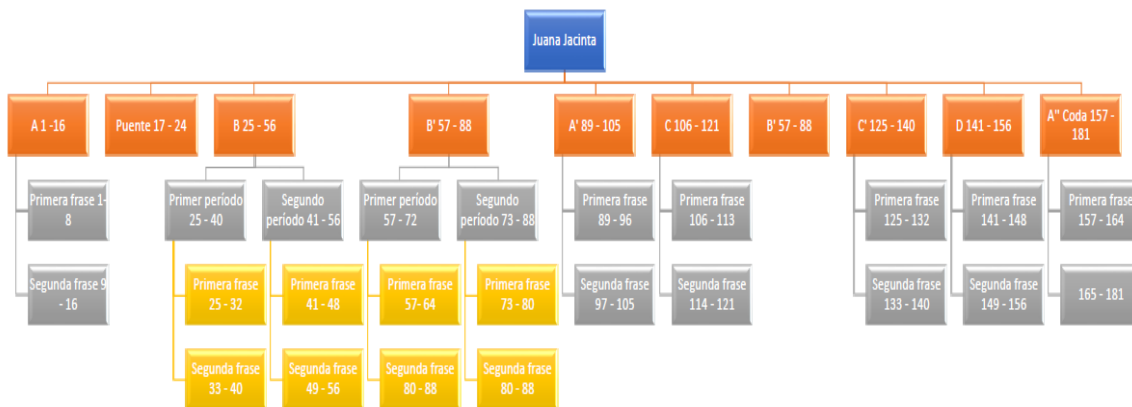 Juana Jacinta
A 1 -16
Puente 17 - 24
B 25 - 56
B' 57 - 88
A' 89 - 105
C 106 - 121
B' 57 - 88
C' 125 - 140
D 141 - 156
A'' Coda 157 -
181
Primera frase 1-
8
Segunda frase 9
- 16
Primer período
25 - 40
Segundo
período 41 - 56
Primer período
57 - 72
Segundo
período 73 - 88
Primera frase
89 - 96
Segunda frase
97 - 105
Primera frase
106 - 113
Segunda frase
114 - 121
Primera frase
125 - 132
Segunda frase
133 - 140
Primera frase
141 - 148
Segunda frase
149 - 156
Primera frase
157 - 164
165 - 181
Primera frase
25 - 32
Segunda frase
33 - 40
Primera frase
41 - 48
Segunda frase
49 - 56
Primera frase
57- 64
Segunda frase
80 - 88
Primera frase
73 - 80
Segunda frase
80 - 88